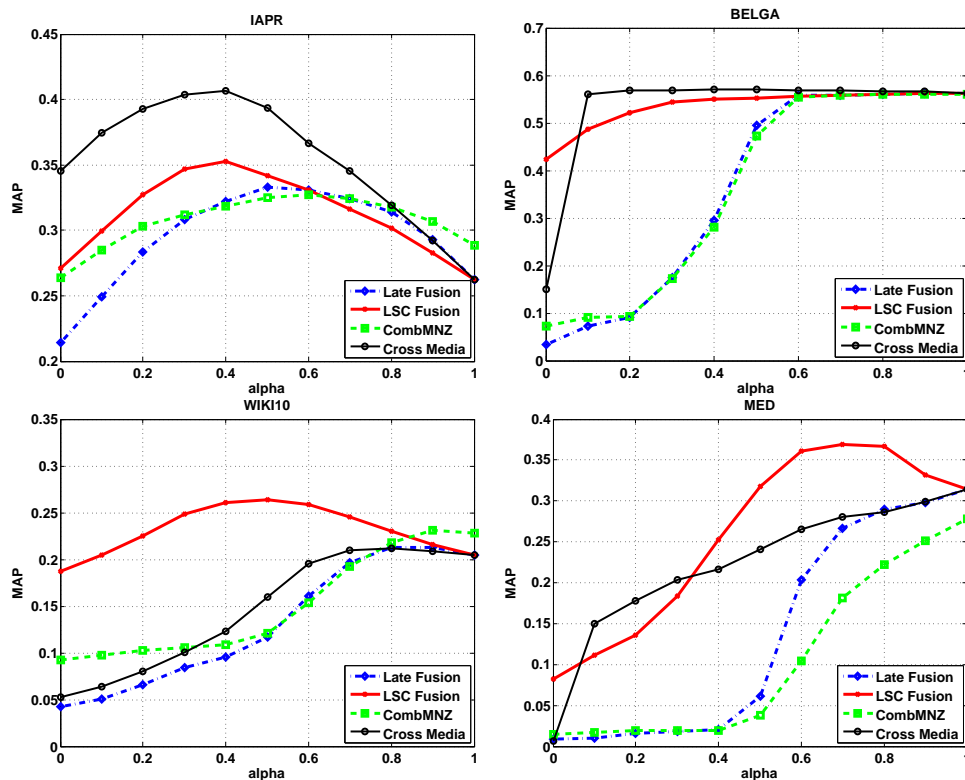 IAPR
0.45
0.4
0.35
0.3
0.25
0.2
MAP
0 0.2 0.4 0.6 0.8 1
alpha
Late Fusion
LSC Fusion
CombMNZ
Cross Media
BELGA
0.7
0.6
0.5
0.4
0.3
0.2
0.1
0
MAP
0 0.2 0.4 0.6 0.8 1
alpha
Late Fusion
LSC Fusion
CombMNZ
Cross Media
WIKI10
0.35
0.3
0.25
0.2
0.15
0.1
0.05
0
MAP
0 0.2 0.4 0.6 0.8 1
alpha
Late Fusion
LSC Fusion
CombMNZ
Cross Media
MED
0.4
0.35
0.3
0.25
0.2
0.15
0.1
0.05
0
MAP
0 0.2 0.4 0.6 0.8 1
alpha
Late Fusion
LSC Fusion
CombMNZ
Cross Media